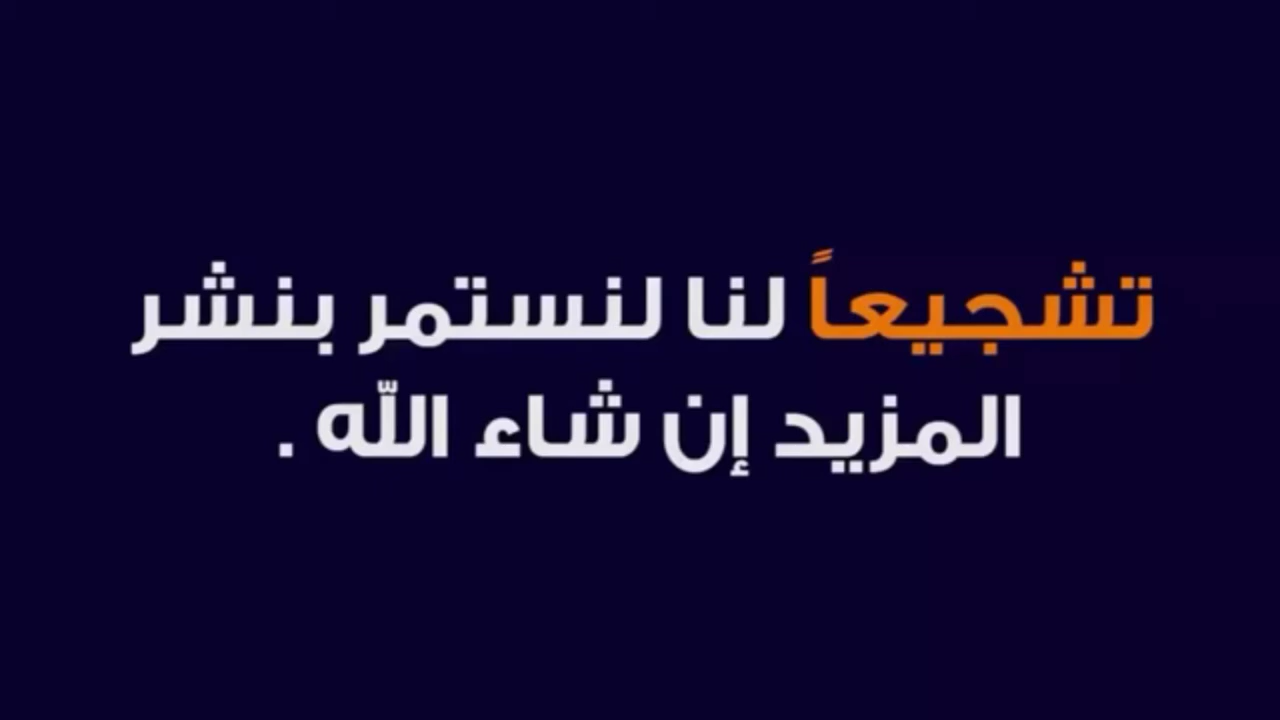 تشجيعاً لنا لنستمر بنشر
المزيد إن شاء الله .